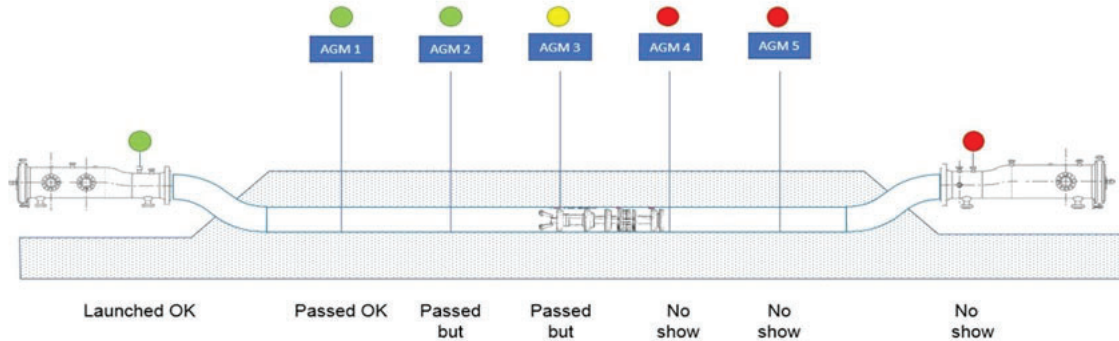 AGM 1 AGM 2 AGM 3 AGM 4 AGM 5
Launched OK Passed OK Passed Passed No No No
but but show show show